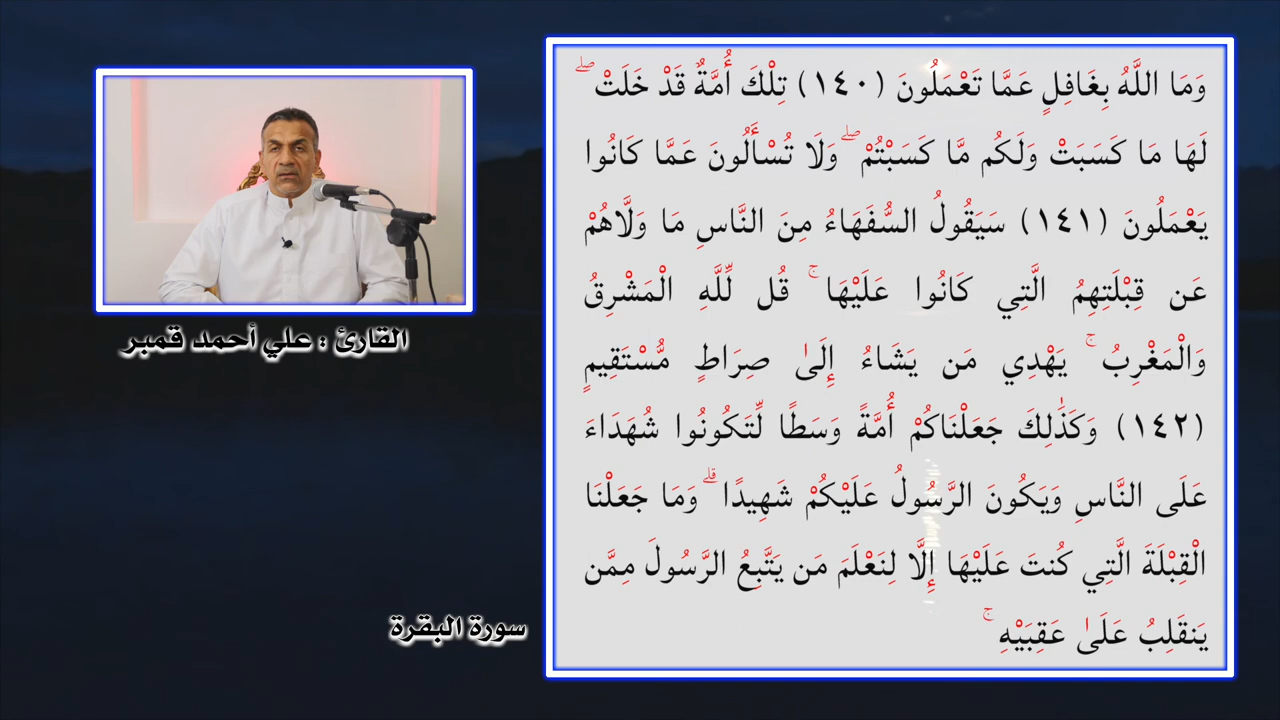 وَمَا اللَّهُ بِغَافِلٍ عَمَّا تَعْمَلُونَ (١٤٠) تِلْكَ أُمَّةٌ قَدْ خَلَتْ ۖ
لَهَا مَا كَسَبَتْ وَلَكُم مَّا كَسَبْتُمْ ۖ وَلَا تُسْأَلُونَ عَمَّا كَانُوا
يَعْمَلُونَ (١٤١) سَيَقُولُ السُّفَهَاءُ مِنَ النَّاسِ مَا وَلَّاهُمْ
عَن قِبْلَتِهِمُ الَّتِي كَانُوا عَلَيْهَا ۚ قُل لِّلَّهِ الْمَشْرِقُ
وَالْمَغْرِبُ ۚ يَهْدِي مَن يَشَاءُ إِلَىٰ صِرَاطٍ مُّسْتَقِيمٍ
(١٤٢) وَكَذَٰلِكَ جَعَلْنَاكُمْ أُمَّةً وَسَطًا لِّتَكُونُوا شُهَدَاءَ
عَلَى النَّاسِ وَيَكُونَ الرَّسُولُ عَلَيْكُمْ شَهِيدًا ۗ وَمَا جَعَلْنَا
الْقِبْلَةَ الَّتِي كُنتَ عَلَيْهَا إِلَّا لِنَعْلَمَ مَن يَتَّبِعُ الرَّسُولَ مِمَّن
يَنقَلِبُ عَلَىٰ عَقِبَيْهِ ۚ
القارئ : علي أحمد قمبر
سورة البقرة